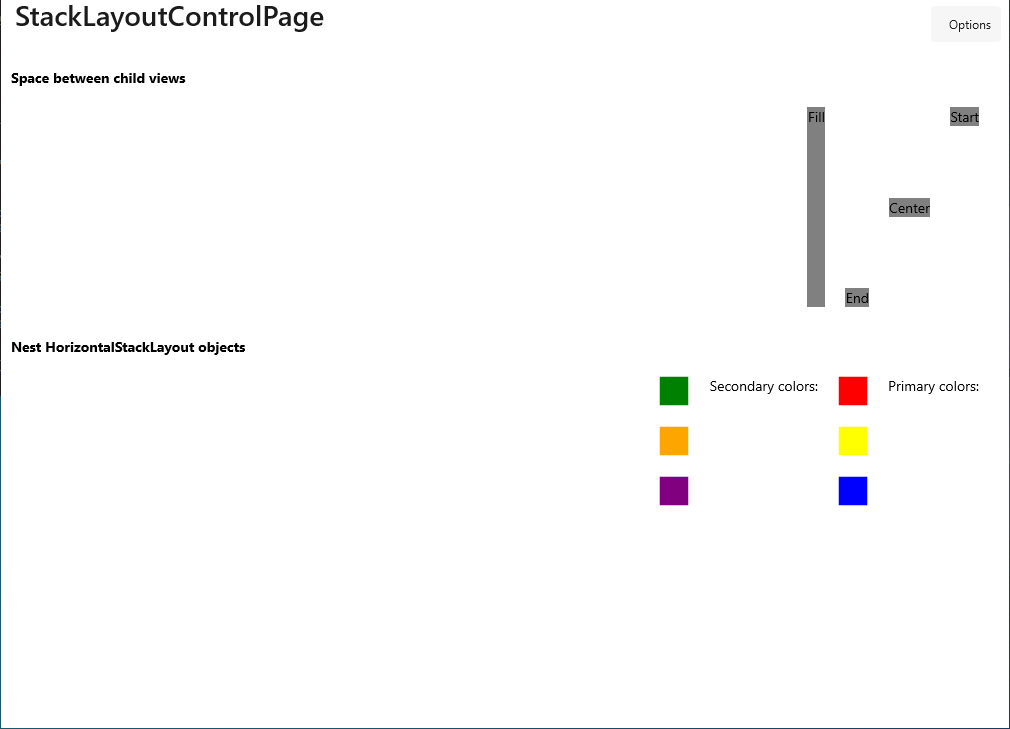 StackLayoutControlPage
Options
Space between child views
Fill
Start
Center
End
Nest HorizontalStackLayout objects
Secondary colors:
Primary colors: